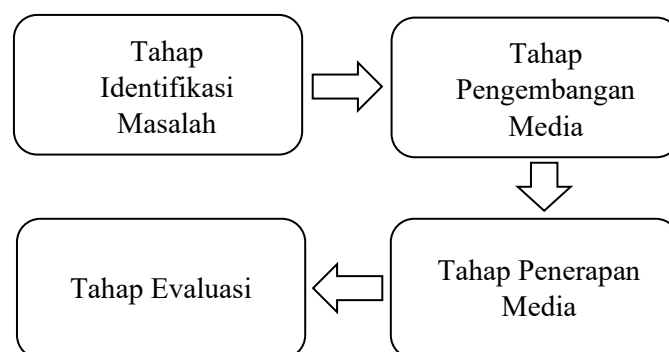 Tahap
Identifikasi
Masalah
Tahap
Pengembangan
Media
Tahap Penerapan
Media
Tahap Evaluasi